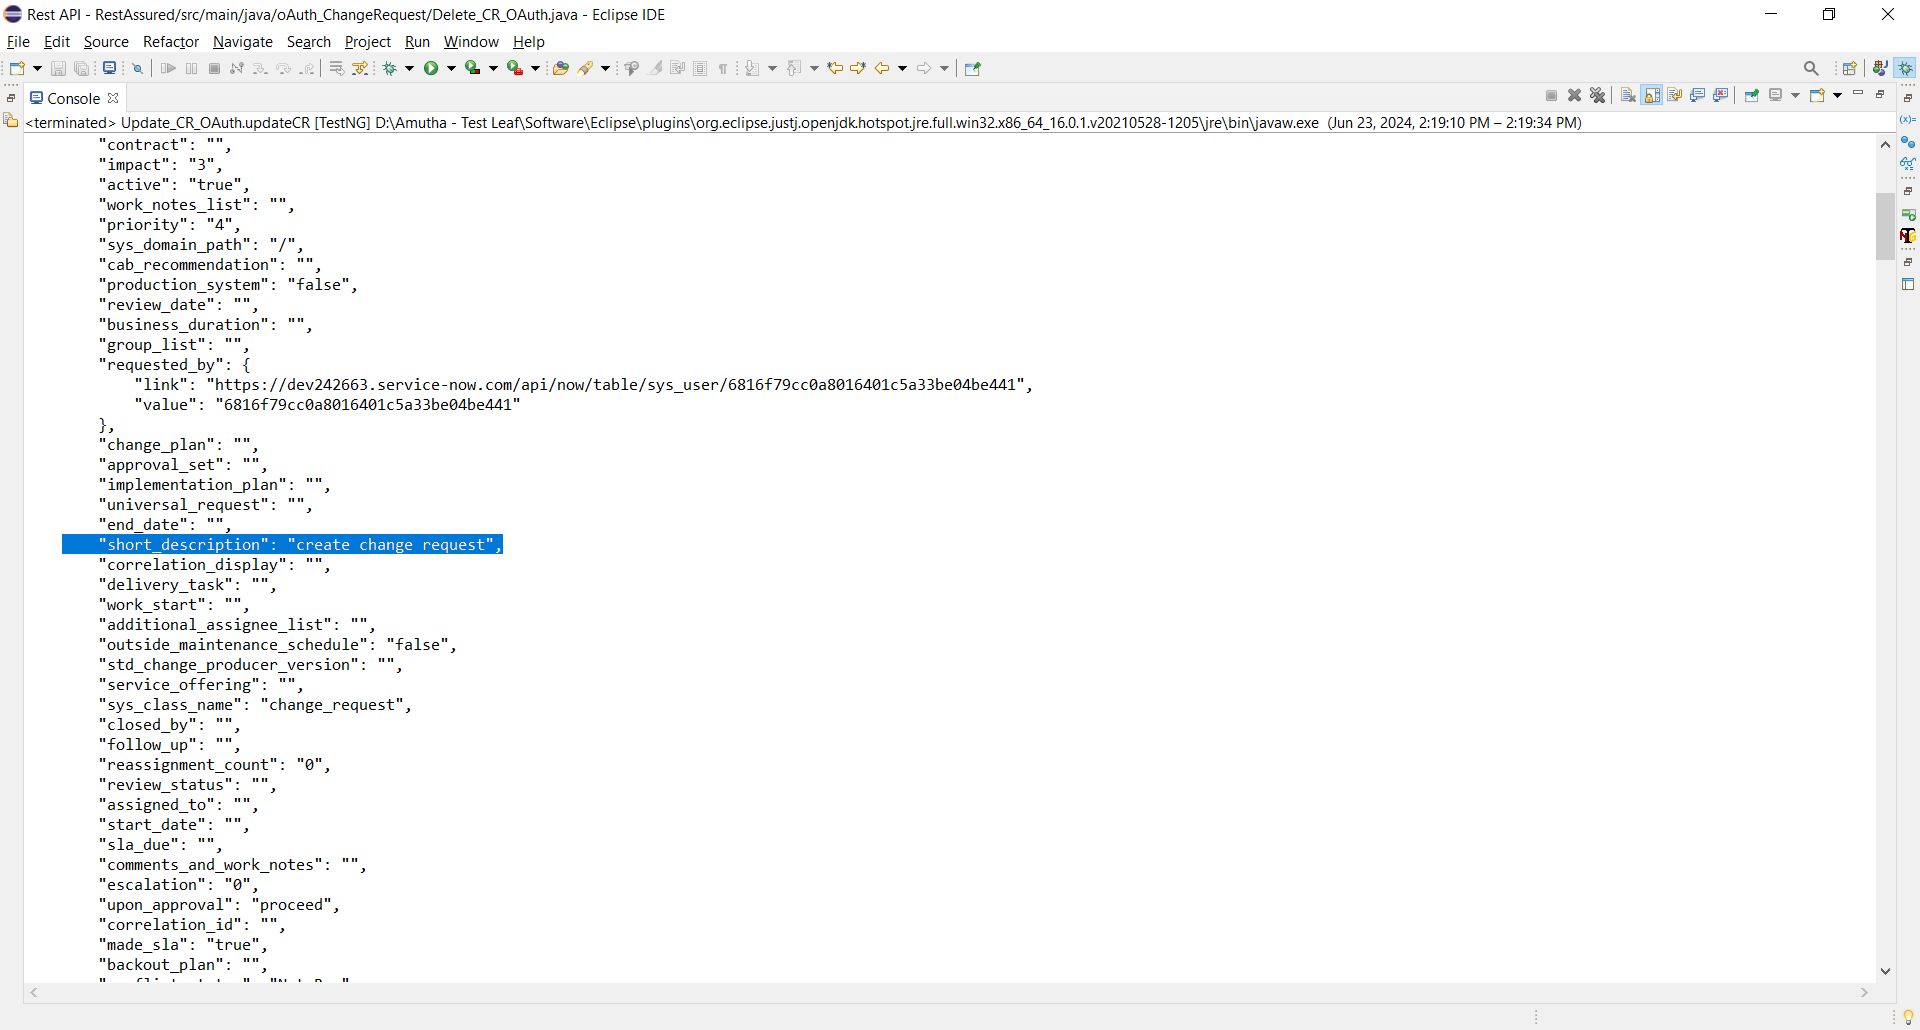 Rest API - RestAssured/src/main/java/oAuth_ChangeRequest/Delete_CR_OAuth.java - Eclipse IDE
File Edit Source Refactor Navigate Search Project Run Window Help
Console
<terminated> Update_CR_OAuth.updateCR [TestNG] D:\Amutha - Test Leaf\Software\Eclipse\plugins\org.eclipse.justj.openjdk.hotspot.jre.full.win32.x86_64_16.0.1.v20210528-1205\jre\bin\javaw.exe (Jun 23, 2024, 2:19:10 PM – 2:19:34 PM)
"contract": "",
"impact": "3",
"active": "true",
"work_notes_list": "",
"priority": "4",
"sys_domain_path": "/",
"cab_recommendation": "",
"production_system": "false",
"review_date": "",
"business_duration": "",
"group_list": "",
"requested_by": {
"link": "https://dev242663.service-now.com/api/now/table/sys_user/6816f79cc0a8016401c5a33be04be441",
"value": "6816f79cc0a8016401c5a33be04be441"
},
"change_plan": "",
"approval_set": "",
"implementation_plan": "",
"universal_request": "",
"end_date": "",
"short_description": "create change request",
"correlation_display": "",
"delivery_task": "",
"work_start": "",
"additional_assignee_list": "",
"outside_maintenance_schedule": "false",
"std_change_producer_version": "",
"service_offering": "",
"sys_class_name": "change_request",
"closed_by": "",
"follow_up": "",
"reassignment_count": "0",
"review_status": "",
"assigned_to": "",
"start_date": "",
"sla_due": "",
"comments_and_work_notes": "",
"escalation": "0",
"upon_approval": "proceed",
"correlation_id": "",
"made_sla": "true",
"backout_plan": "",